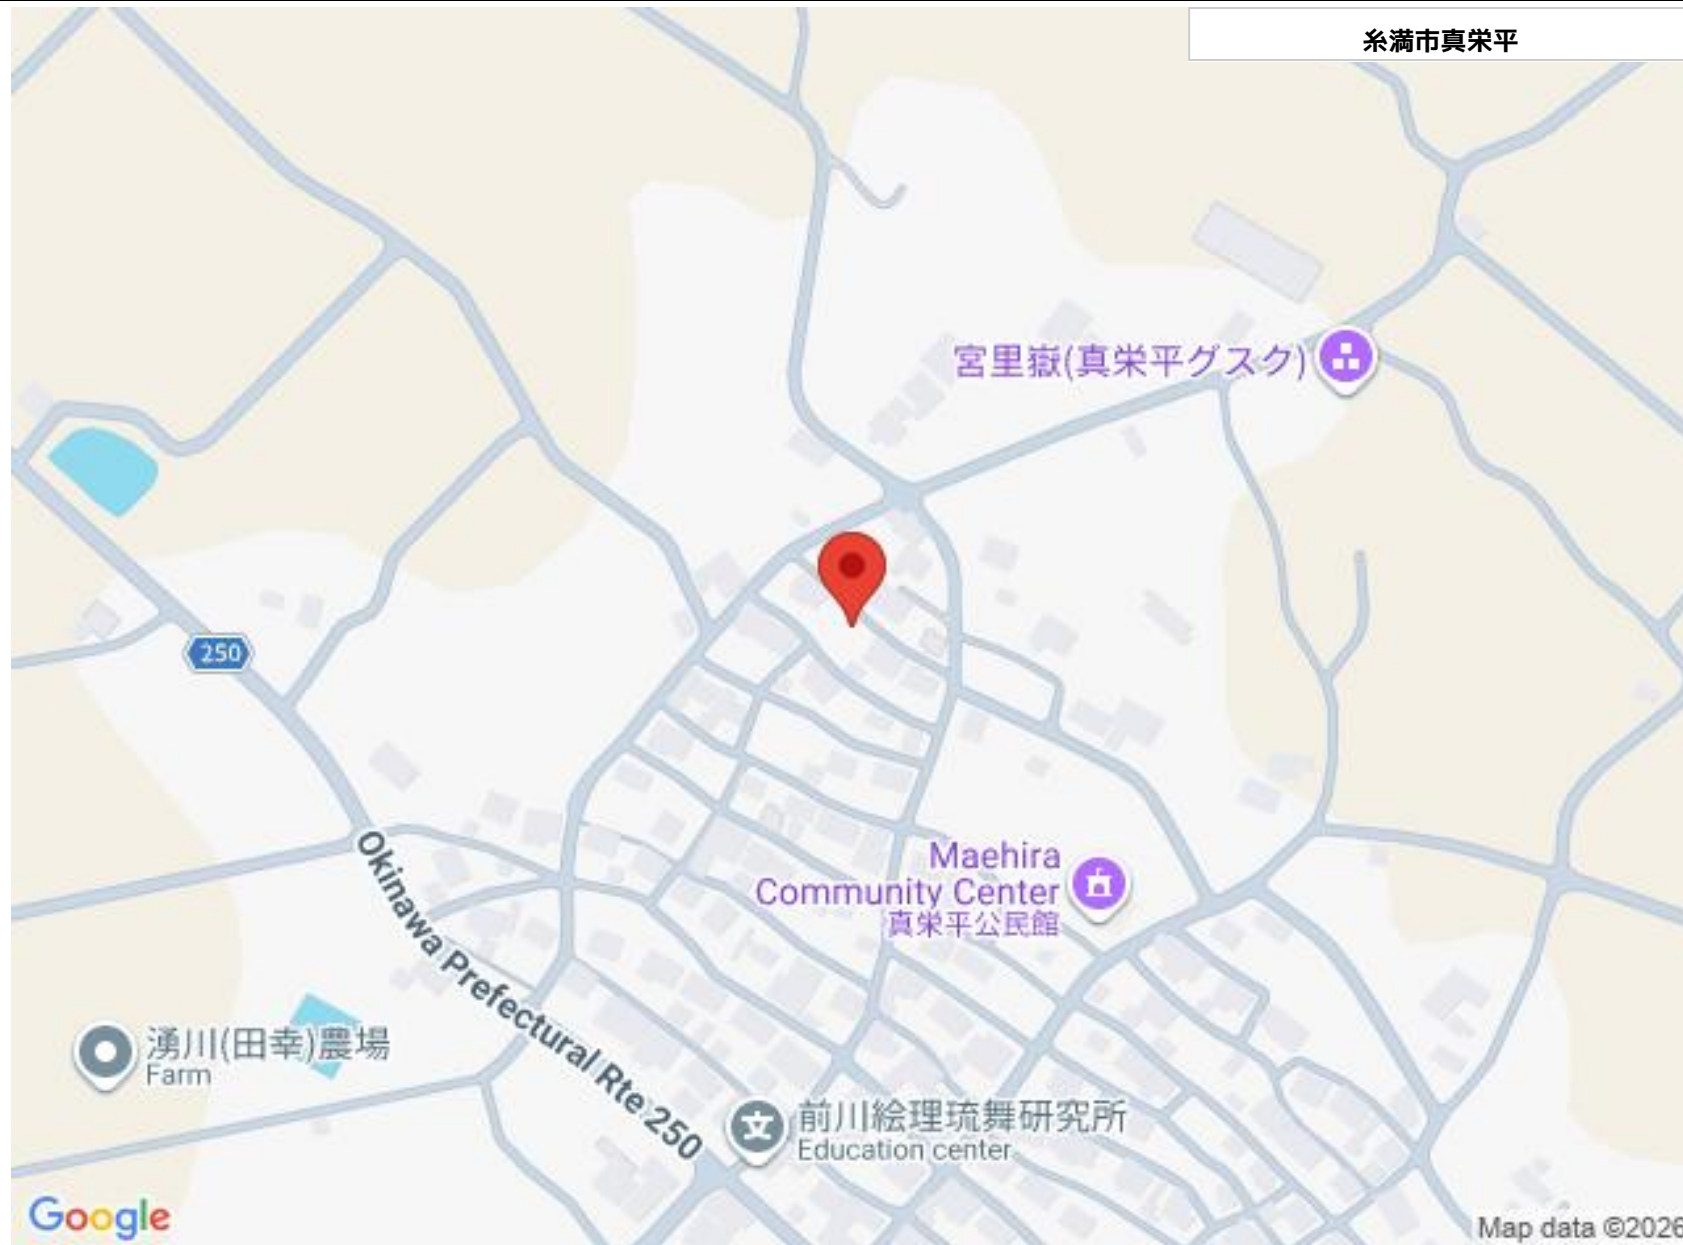 糸満市真栄平
宮里嶽(真栄平グスク)
250
Okinawa Prefectural Rte 250
Maehira
Community Center
真栄平公民館
湧川(田幸)農場
Farm
文
前川絵理琉舞研究所
Education center
Google
Map data ©2026